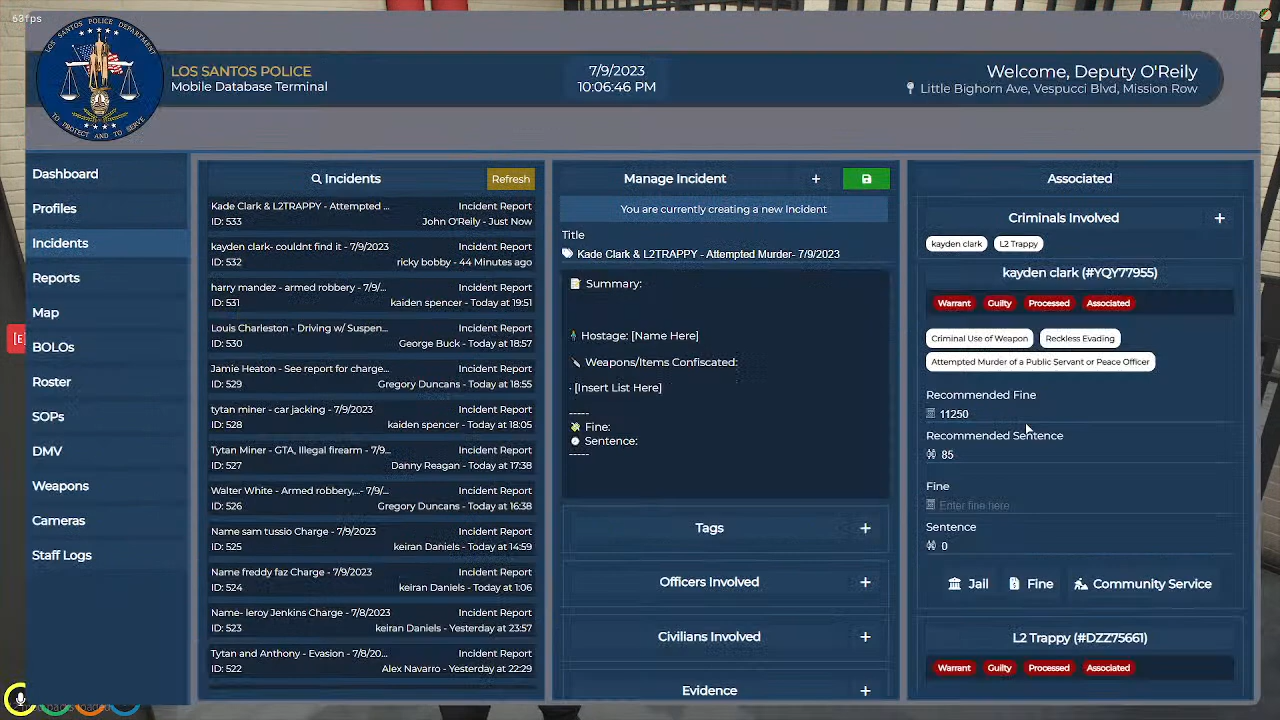 63fps
FiveM®
LOS SANTOS POLICE DEPARTMENT
TO PROTECT AND TO SERVE
LOS SANTOS POLICE
Mobile Database Terminal
7/9/2023
10:06:46 PM
Welcome, Deputy O'Reily
Little Bighorn Ave, Vespucci Blvd, Mission Row
Dashboard
Profiles
Incidents
Reports
Map
BOLOs
Roster
SOPs
DMV
Weapons
Cameras
Staff Logs
[E]
Incidents
Refresh
Kade Clark & L2TRAPPY - Attempted ... Incident Report
ID: 533 John O'Reily - Just Now
kayden clark- couldnt find it - 7/9/2023 Incident Report
ID: 532 ricky bobby - 44 Minutes ago
harry mandez - armed robbery - 7/9/... Incident Report
ID: 531 kaiden spencer - Today at 19:51
Louis Charleston - Driving w/ Suspen... Incident Report
ID: 530 George Buck - Today at 18:57
Jamie Hexton - See report for charge... Incident Report
ID: 529 Gregory Duncans - Today at 18:55
tytan miner - car jacking - 7/9/2023 Incident Report
ID: 528 kaiden spencer - Today at 18:05
Tytan Miner - GTA, Illegal firearm - 7/9... Incident Report
ID: 527 Danny Reagan - Today at 17:38
Walter White - Armed robbery,...- 7/9/... Incident Report
ID: 526 Gregory Duncans - Today at 16:38
Name sam tussio Charge - 7/9/2023 Incident Report
ID: 525 keiran Daniels - Today at 14:59
Name freddy faz Charge - 7/9/2023 Incident Report
ID: 524 keiran Daniels - Today at 1:06
Name- leroy Jenkins Charge - 7/8/2023 Incident Report
ID: 523 keiran Daniels - Yesterday at 23:57
Tytan and Anthony - Evasion - 7/8/20... Incident Report
ID: 522 Alex Navarro - Yesterday at 22:29
Manage Incident +
You are currently creating a new Incident
Title
Kade Clark & L2TRAPPY - Attempted Murder- 7/9/2023
Summary:
Hostage: [Name Here]
Weapons/Items Confiscated:
· [Insert List Here]
-----
Fine:
Sentence:
-----
Tags +
Officers Involved +
Civilians Involved +
Evidence +
Associated
Criminals Involved +
kayden clark L2 Trappy
kayden clark (#YQY77955)
Warrant Guilty Processed Associated
Criminal Use of Weapon Reckless Evading
Attempted Murder of a Public Servant or Peace Officer
Recommended Fine
11250
Recommended Sentence
85
Fine
Enter fine here
Sentence
0
Jail Fine Community Service
L2 Trappy (#DZZ75661)
Warrant Guilty Processed Associated